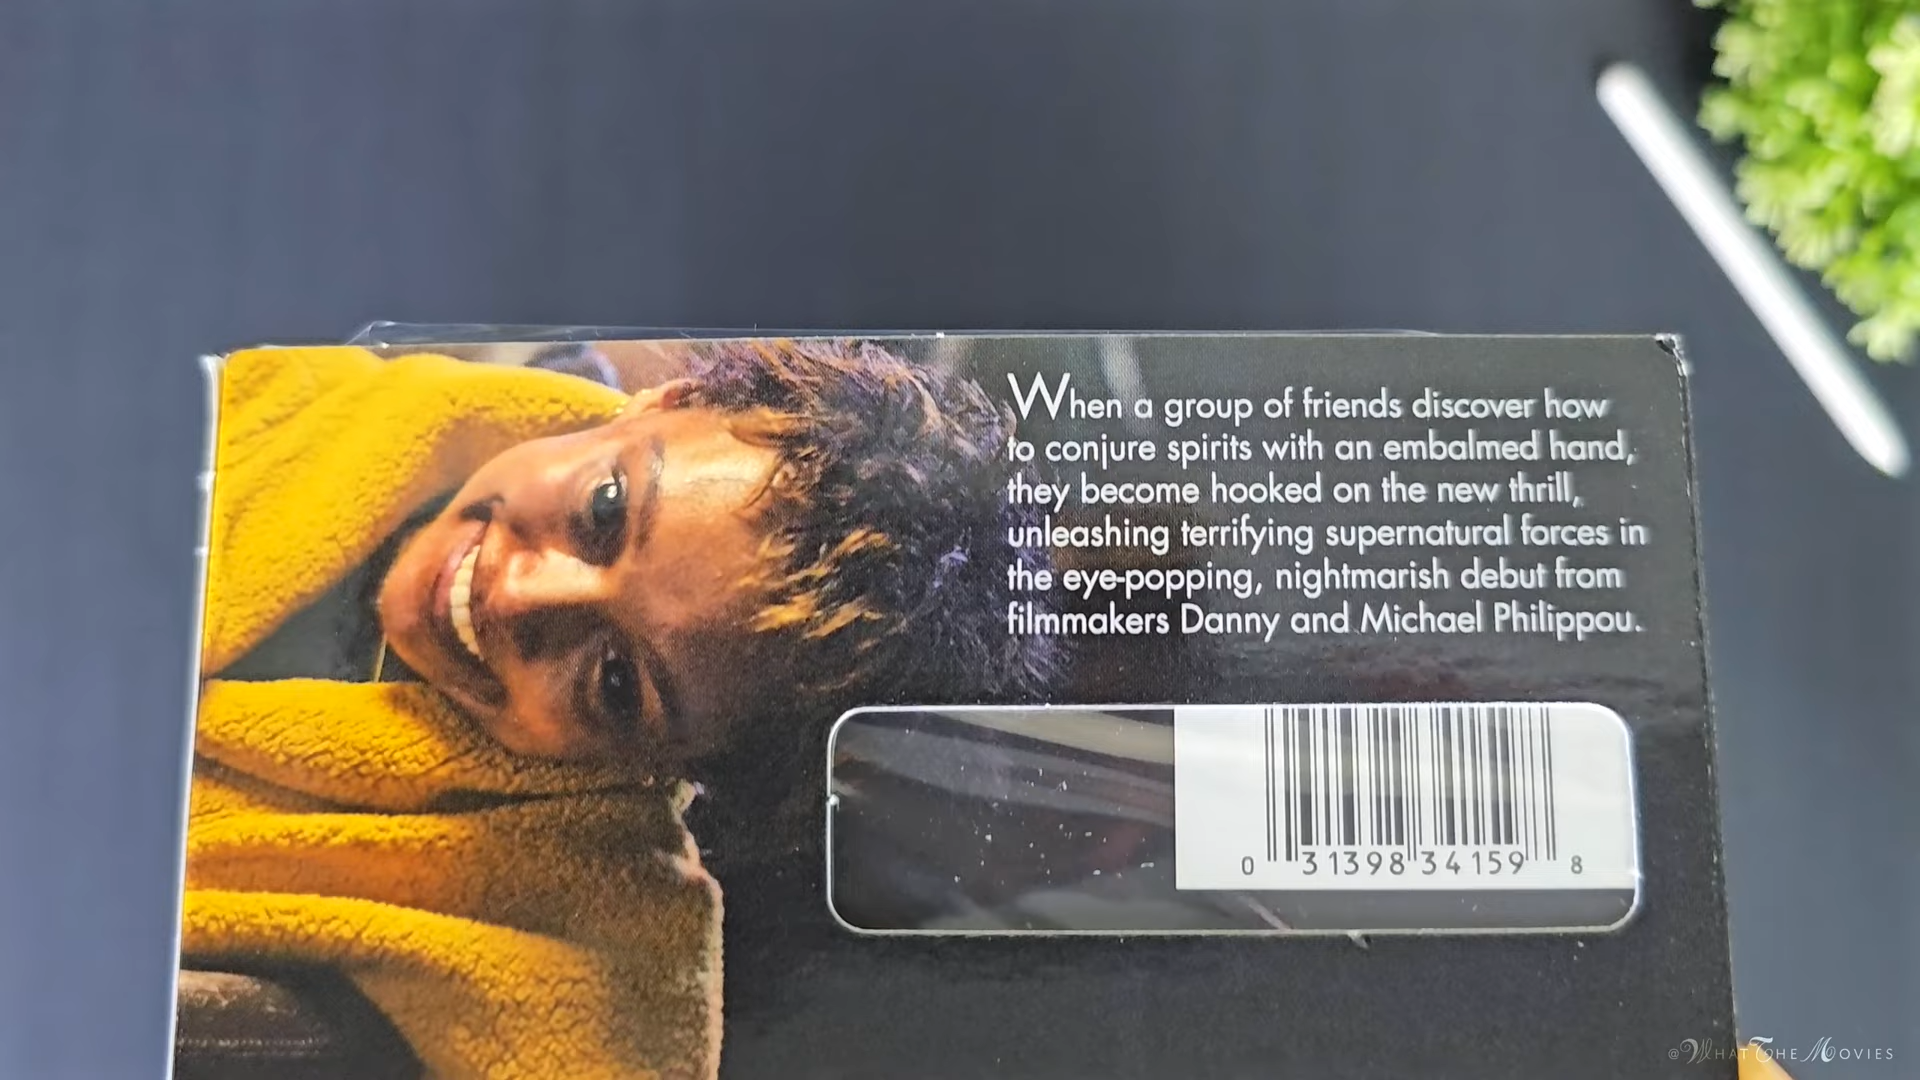 When a group of friends discover how
to conjure spirits with an embalmed hand,
they become hooked on the new thrill,
unleashing terrifying supernatural forces in
the eye-popping, nightmarish debut from
filmmakers Danny and Michael Philippou.
0 31398 34159 8
@WhatTheMovies